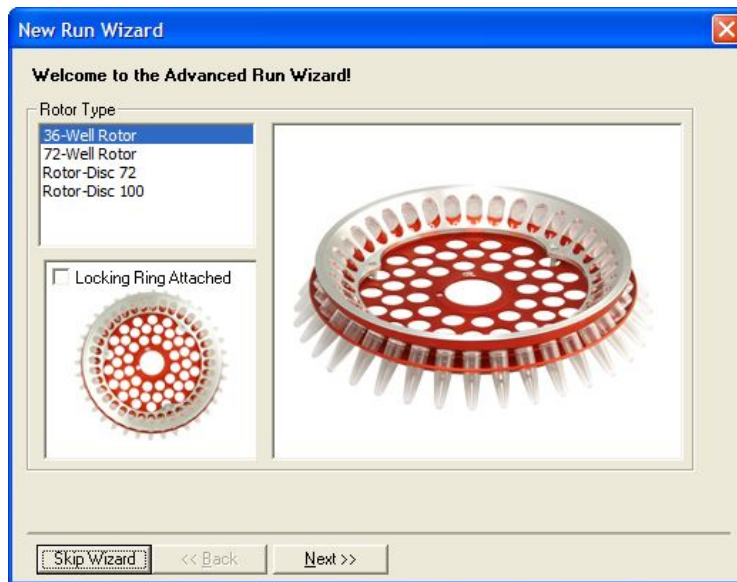 New Run Wizard
Welcome to the Advanced Run Wizard!
Rotor Type
36-Well Rotor
72-Well Rotor
Rotor-Disc 72
Rotor-Disc 100
Locking Ring Attached
Skip Wizard
<< Back
Next >>